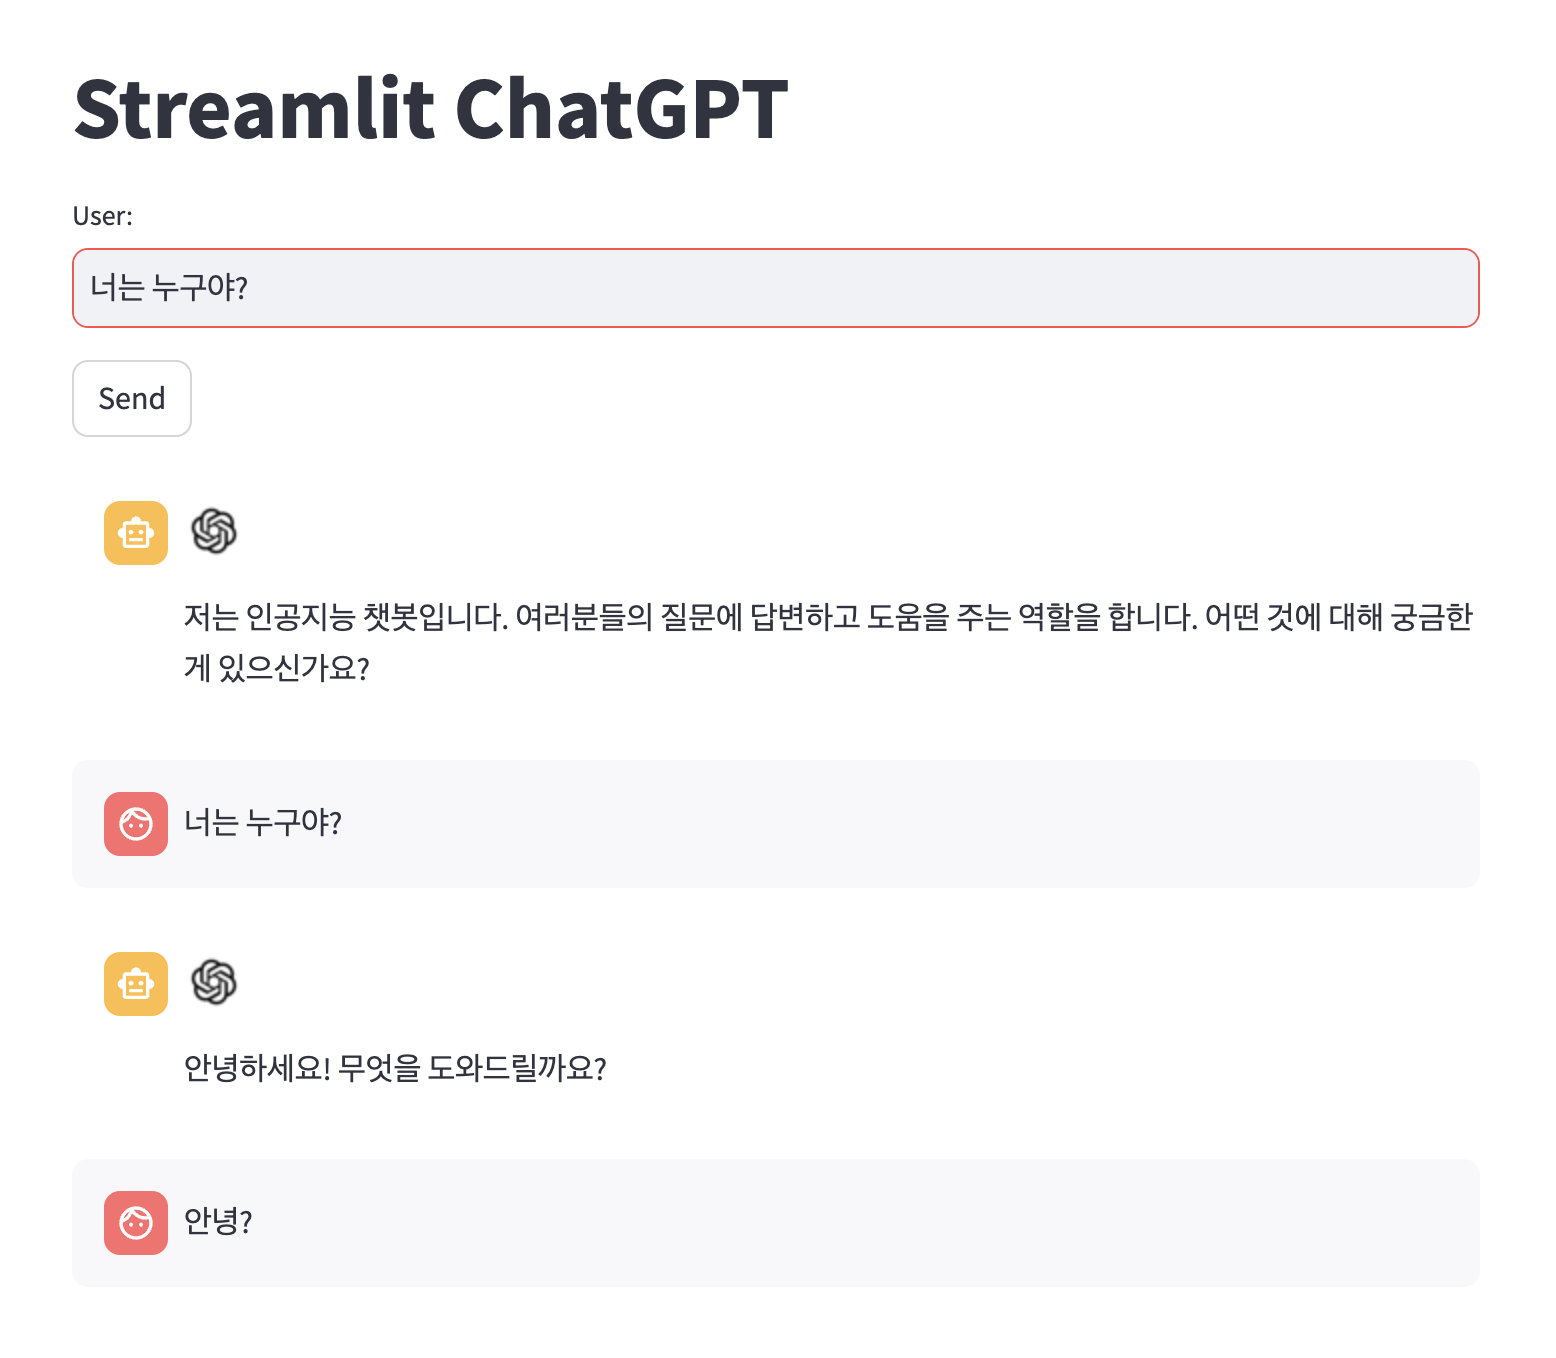 Streamlit ChatGPT
User:
너는 누구야?
Send
저는 인공지능 챗봇입니다. 여러분들의 질문에 답변하고 도움을 주는 역할을 합니다. 어떤 것에 대해 궁금한
게 있으신가요?
너는 누구야?
안녕하세요! 무엇을 도와드릴까요?
안녕?